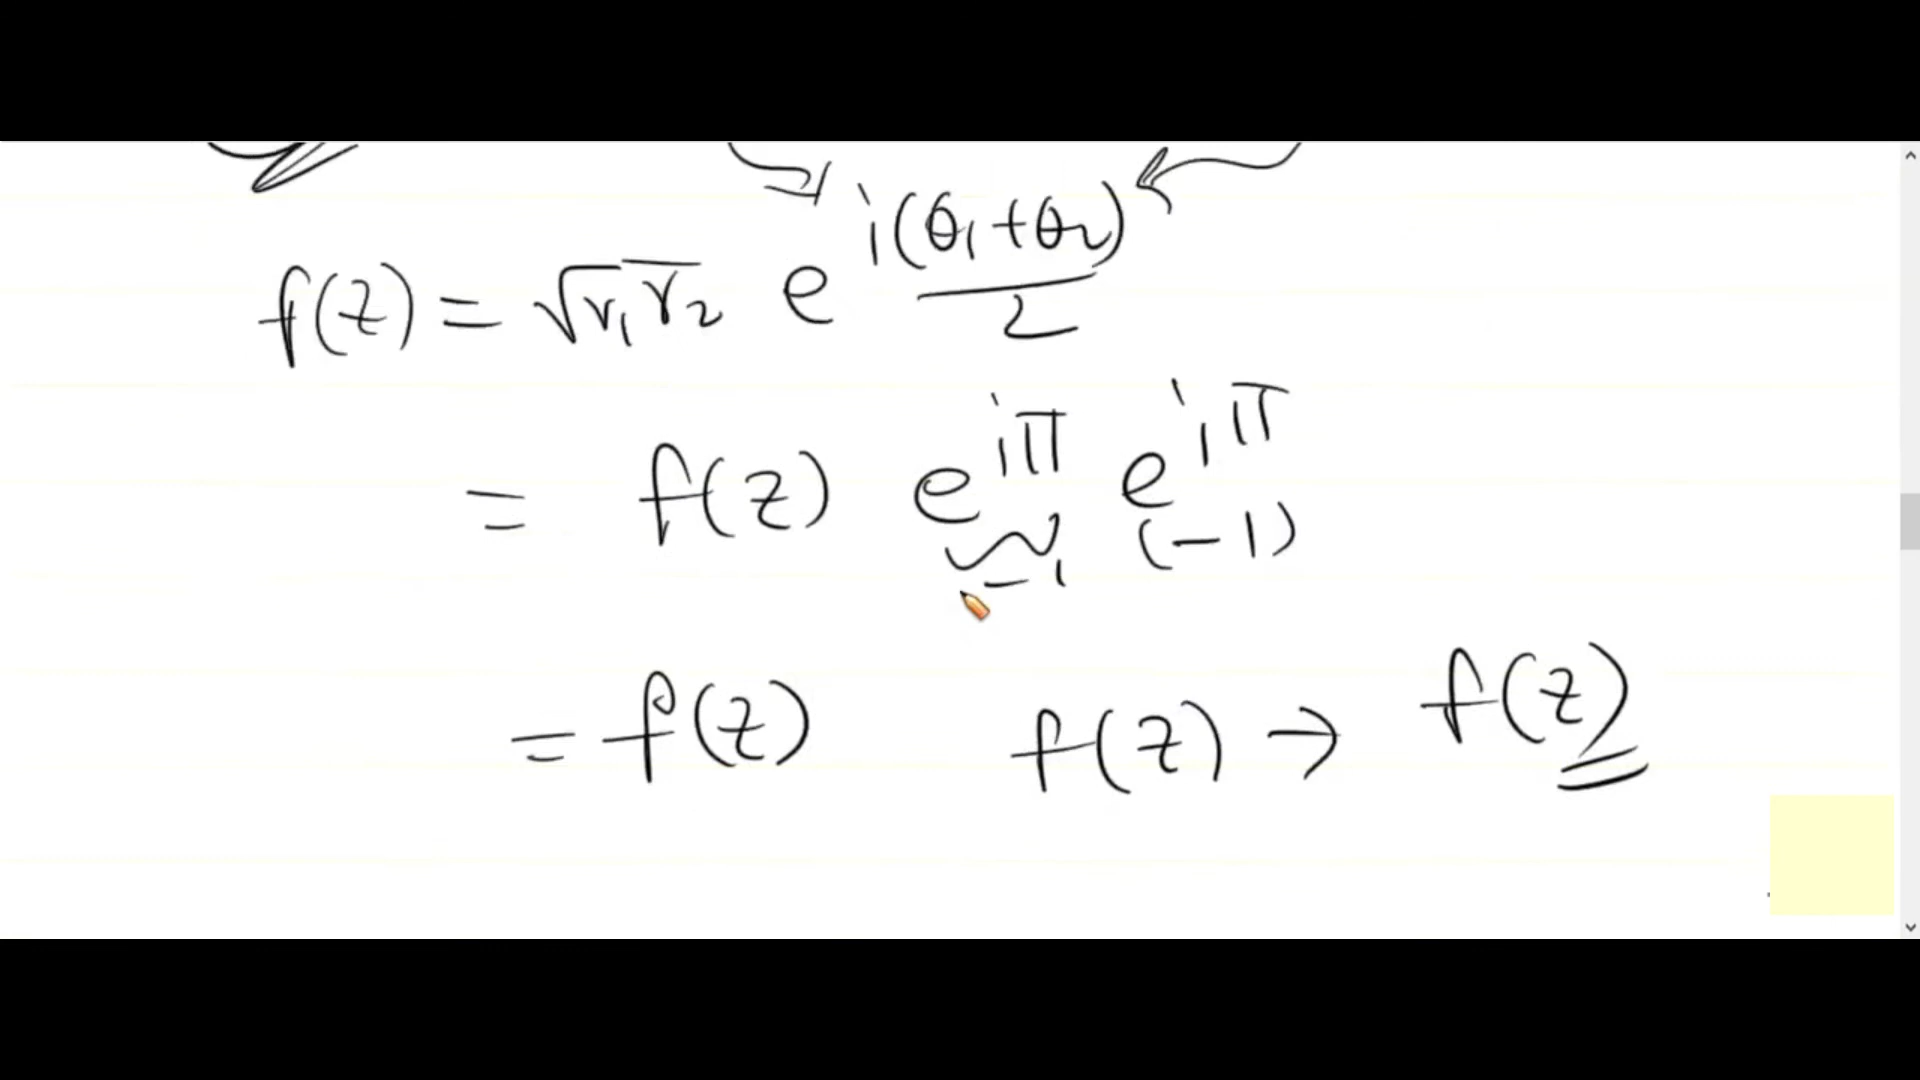 f(z) = √r₁r₂ e^(i(θ₁+θ₂)/2)
= f(z) e^(iπ) e^(iπ)
-1 (-1)
= f(z) f(z) → f(z)